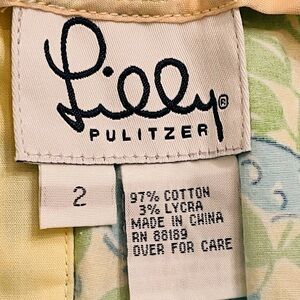 Lilly®
PULITZER
2
97% COTTON
3% LYCRA
MADE IN CHINA
RN 88189
OVER FOR CARE